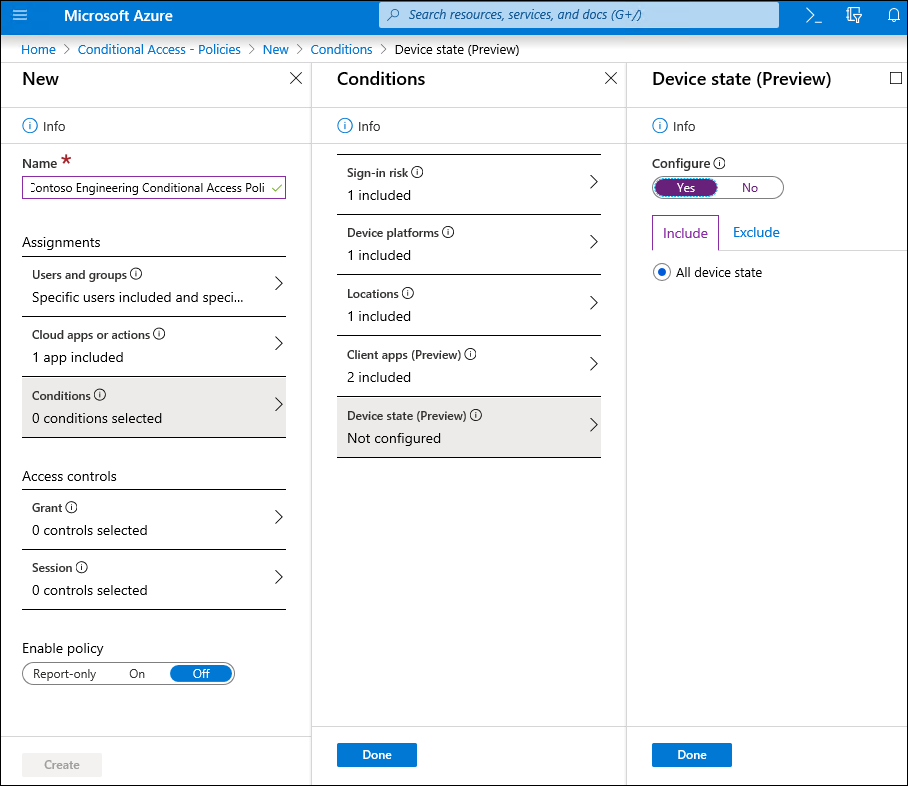 Microsoft Azure
Search resources, services, and docs (G+/)
Home > Conditional Access - Policies > New > Conditions > Device state (Preview)
New
Info
Name *
Contoso Engineering Conditional Access Poli
Assignments
Users and groups
Specific users included and speci...
Cloud apps or actions
1 app included
Conditions
0 conditions selected
Access controls
Grant
0 controls selected
Session
0 controls selected
Enable policy
Report-only On Off
Create
Conditions
Info
Sign-in risk
1 included
Device platforms
1 included
Locations
1 included
Client apps (Preview)
2 included
Device state (Preview)
Not configured
Done
Device state (Preview)
Info
Configure
Yes No
Include Exclude
All device state
Done